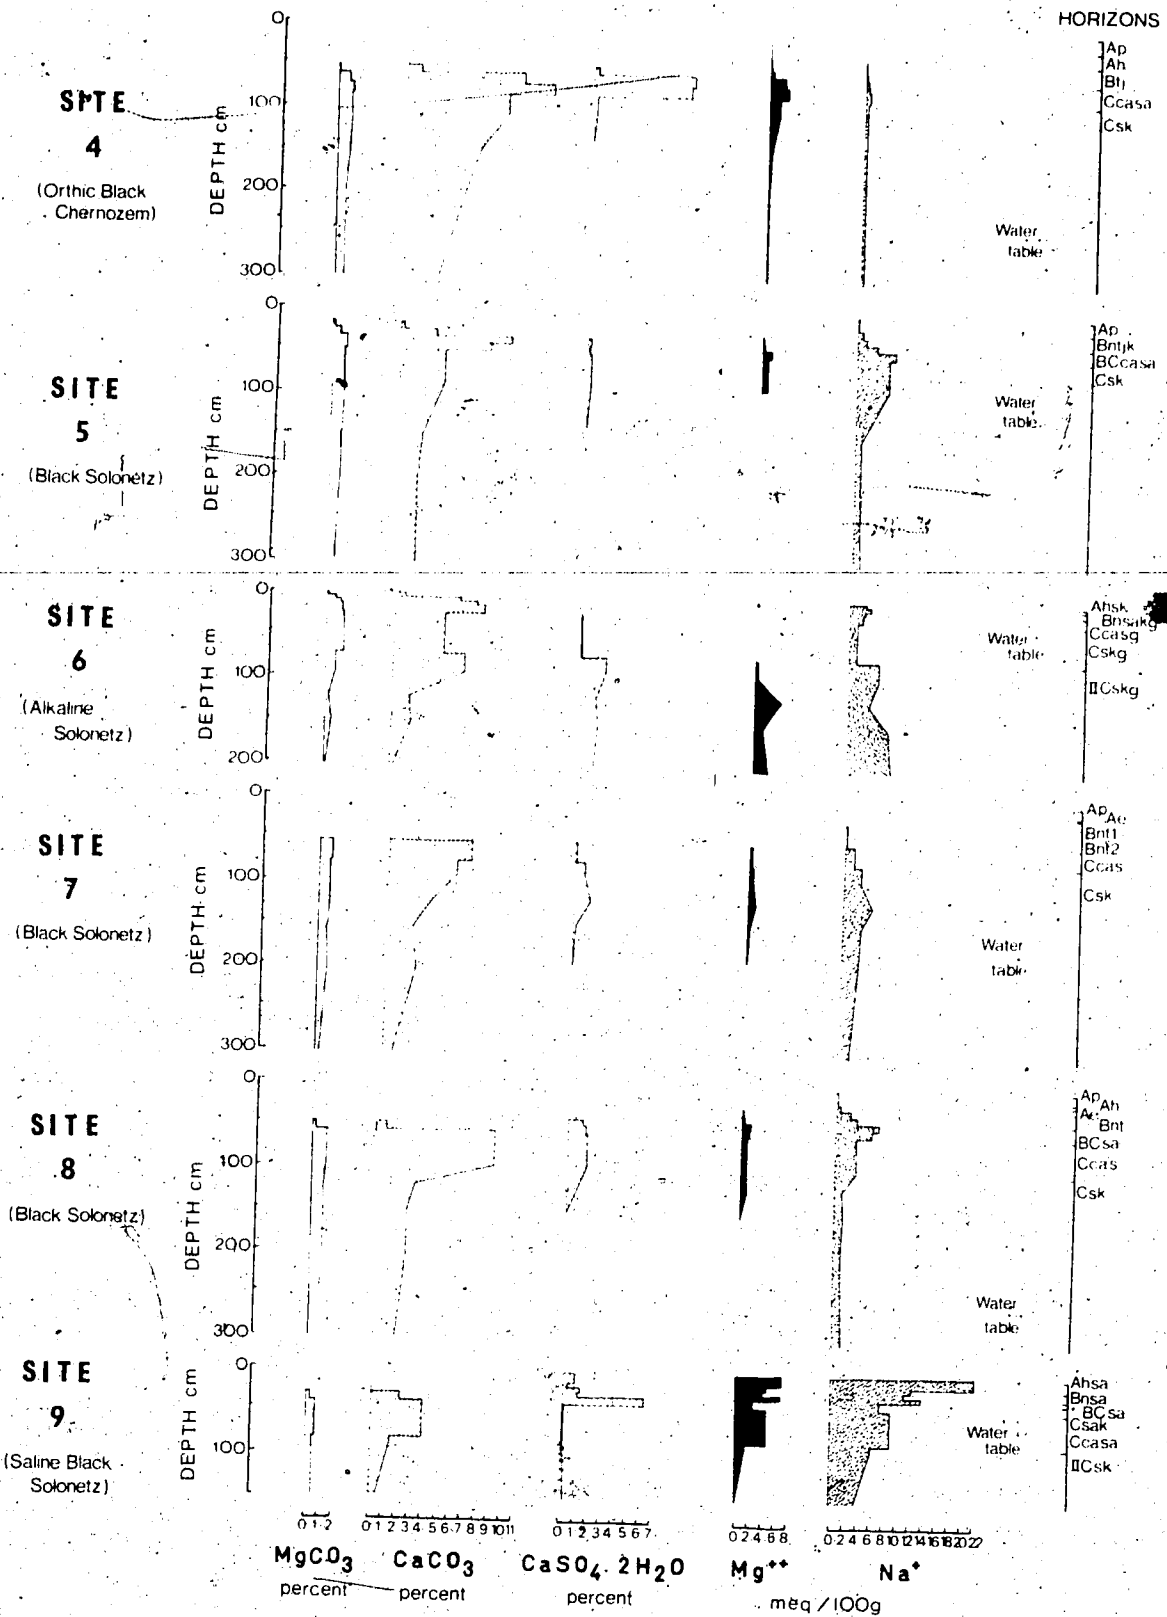 HORIZONS
SITE
4
(Orthic Black
Chernozem)
DEPTH cm
0
100
200
300
Water
table
Ap
Ah
Btj
Ccasa
Csk
SITE
5
(Black Solonetz)
DEPTH cm
0
100
200
300
Water
table
Ap
Bntjk
BCcasa
Csk
SITE
6
(Alkaline
Solonetz)
DEPTH cm
0
100
200
Water
table
Ahsk
Bnsakg
Ccasg
Cskg
IICskg
SITE
7
(Black Solonetz)
DEPTH cm
0
100
200
300
Water
table
Ap Ae
Bnt1
Bnt2
Ccas
Csk
SITE
8
(Black Solonetz)
DEPTH cm
0
100
200
300
Water
table
Ap Ah
Ae
Bnt
BCsa
Ccas
Csk
SITE
9
(Saline Black
Solonetz)
DEPTH cm
0
100
Water
table
Ahsa
Bnsa
BCsa
Csak
Ccasa
IICsk
0 1 2
0 1 2 3 4 5 6 7 8 9 10 11
0 1 2 3 4 5 6 7
0 2 4 6 8
0 2 4 6 8 10 12 14 16 18 20 22
MgCO3 CaCO3 CaSO4·2H2O Mg++ Na+
percent percent percent meq/100g